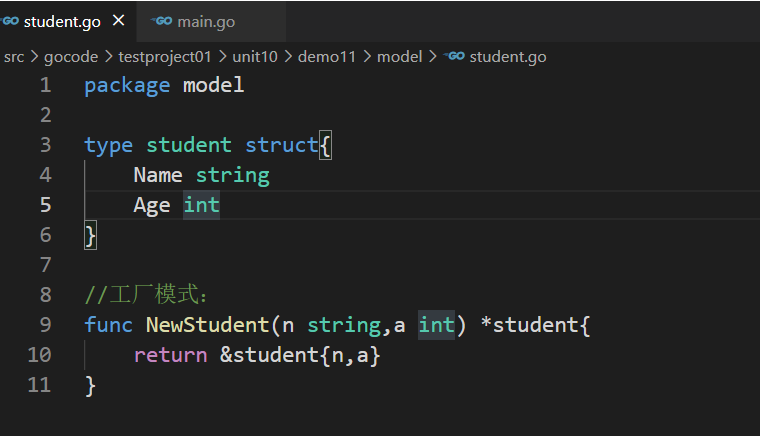 student.go × main.go
src > gocode > testproject01 > unit10 > demo11 > model > student.go
1 package model
2
3 type student struct{
4     Name string
5     Age int
6 }
7
8 //工厂模式:
9 func NewStudent(n string,a int) *student{
10     return &student{n,a}
11 }